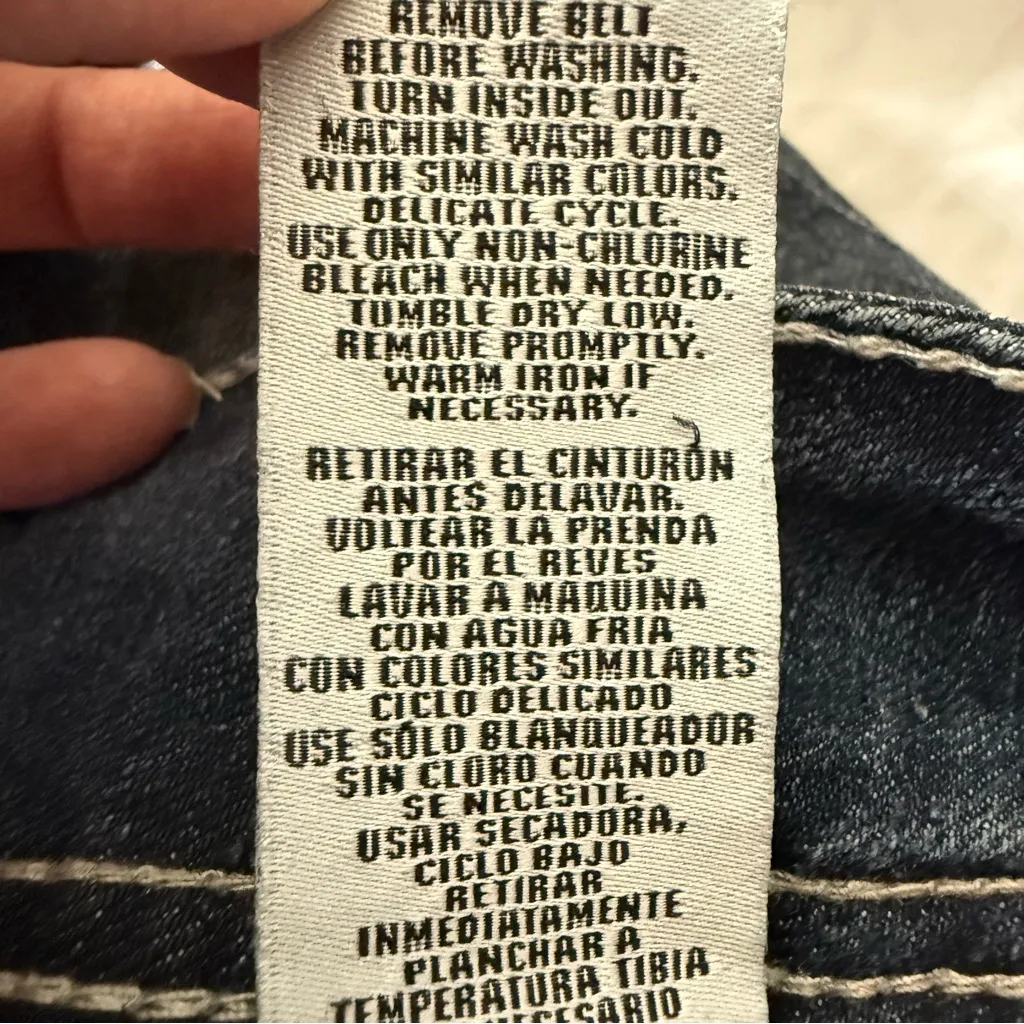 REMOVE BELT
BEFORE WASHING.
TURN INSIDE OUT.
MACHINE WASH COLD
WITH SIMILAR COLORS.
DELICATE CYCLE.
USE ONLY NON-CHLORINE
BLEACH WHEN NEEDED.
TUMBLE DRY LOW.
REMOVE PROMPTLY.
WARM IRON IF
NECESSARY.
RETIRAR EL CINTURÓN
ANTES DELAVAR.
VOLTEAR LA PRENDA
POR EL REVES
LAVAR A MAQUINA
CON AGUA FRIA
CON COLORES SIMILARES
CICLO DELICADO
USE SÓLO BLANQUEADOR
SIN CLORO CUANDO
SE NECESITE.
USAR SECADORA,
CICLO BAJO
RETIRAR
INMEDIATAMENTE
PLANCHAR A
TEMPERATURA TIBIA
NECESARIO